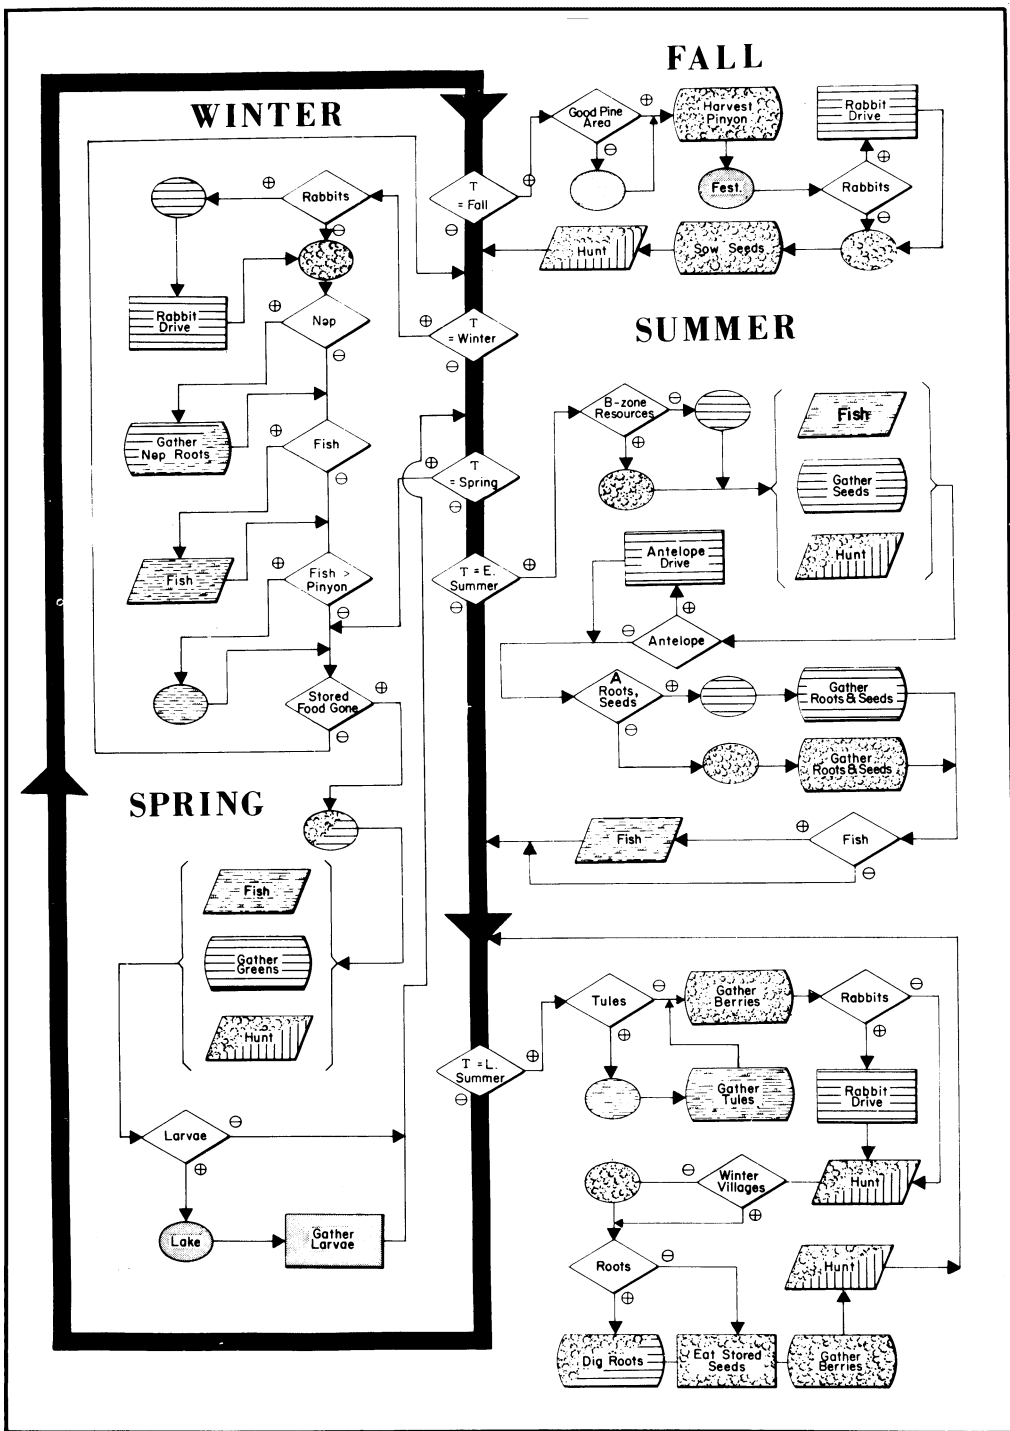 FALL
WINTER
Good Pine
Area
Harvest
Pinyon
Rabbit
Drive
T
= Fall
Fest.
Rabbits
Hunt
Sow Seeds
Rabbits
Rabbit
Drive
Nəp
T
= Winter
Gather
Nəp Roots
Fish
T
= Spring
Fish
Fish >
Pinyon
T = E.
Summer
Stored
Food Gone
SUMMER
B-zone
Resources
Fish
Gather
Seeds
Hunt
Antelope
Drive
Antelope
A
Roots,
Seeds
Gather
Roots & Seeds
Gather
Roots & Seeds
Fish
Fish
SPRING
Fish
Gather
Greens
Hunt
Larvae
Lake
Gather
Larvae
T = L.
Summer
Tules
Gather
Berries
Rabbits
Gather
Tules
Rabbit
Drive
Winter
Villages
Hunt
Roots
Hunt
Dig Roots
Eat Stored
Seeds
Gather
Berries